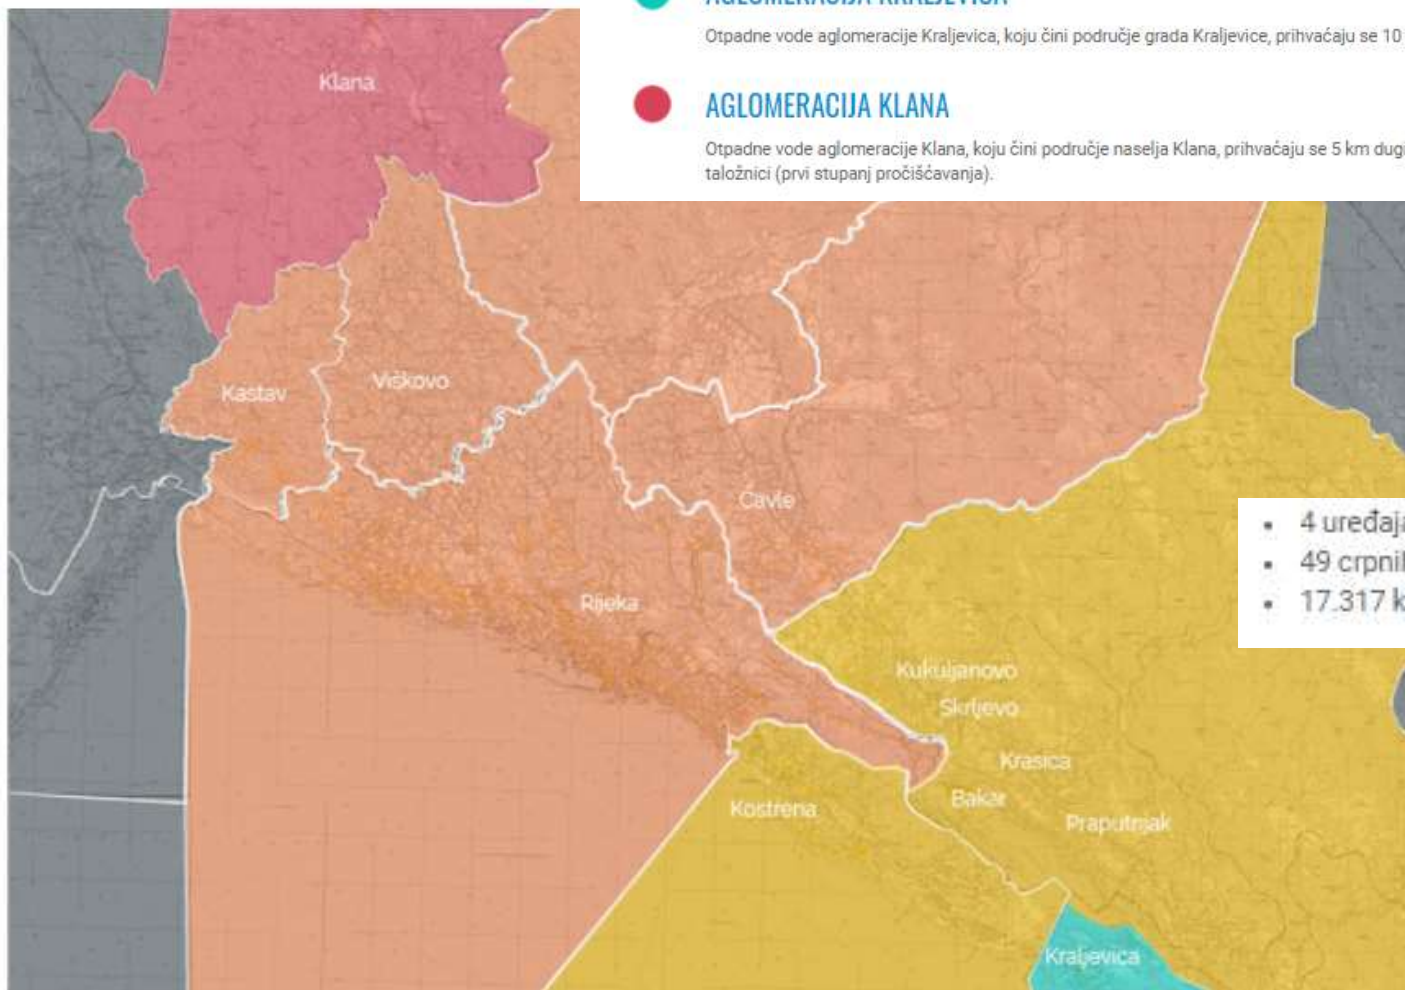 Otpadne vode aglomeracije Kraljevica, koju čini područje grada Kraljevice, prihvaćaju se 10
AGLOMERACIJA KLANA
Otpadne vode aglomeracije Klana, koju čini područje naselja Klana, prihvaćaju se 5 km dugi
taložnici (prvi stupanj pročišćavanja).
Klana
Kastav
Viškovo
Čavle
Rijeka
▪ 4 uređaja
▪ 49 crpnih
▪ 17.317 k
Kukuljanovo
Škrljevo
Krasica
Bakar
Kostrena
Praputnjak
Kraljevica